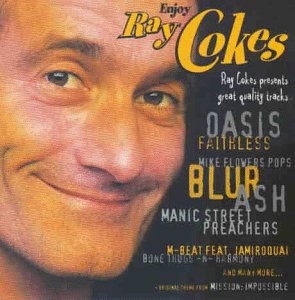 Enjoy
Ray Cokes
Ray Cokes presents
great quality tracks
OASIS
FAITHLESS
MIKE FLOWERS POPS
BLUR
ASH
MANIC STREET
PREACHERS
M-BEAT FEAT. JAMIROQUAI
BONE THUGS -N- HARMONY
AND MANY MORE...
+ ORIGINAL THEME FROM MISSION: IMPOSSIBLE